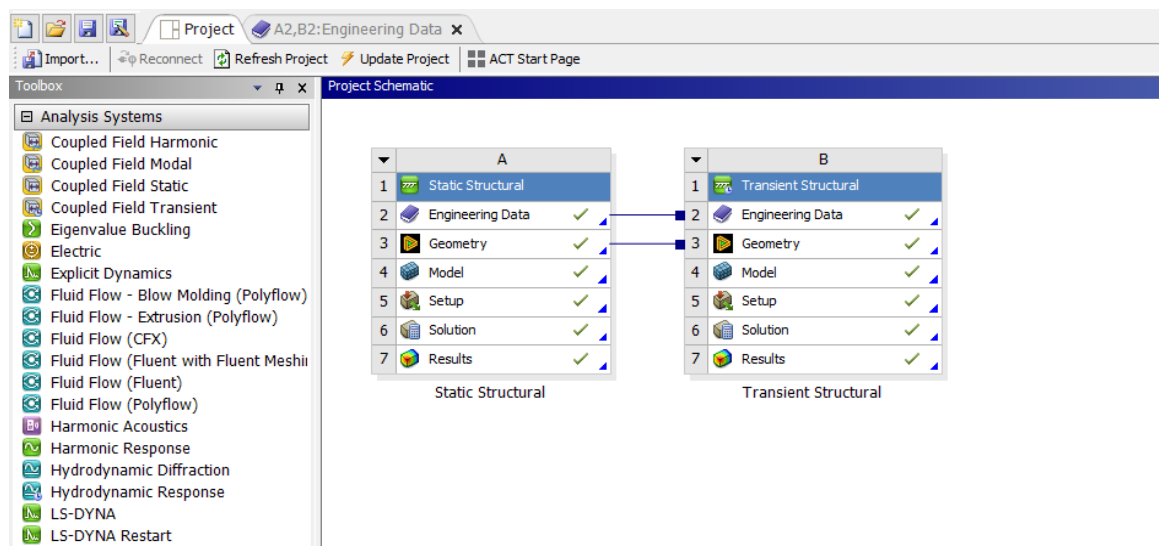 Project A2,B2:Engineering Data
Import... Reconnect Refresh Project Update Project ACT Start Page
Toolbox
Analysis Systems
Coupled Field Harmonic
Coupled Field Modal
Coupled Field Static
Coupled Field Transient
Eigenvalue Buckling
Electric
Explicit Dynamics
Fluid Flow - Blow Molding (Polyflow)
Fluid Flow - Extrusion (Polyflow)
Fluid Flow (CFX)
Fluid Flow (Fluent with Fluent Meshi
Fluid Flow (Fluent)
Fluid Flow (Polyflow)
Harmonic Acoustics
Harmonic Response
Hydrodynamic Diffraction
Hydrodynamic Response
LS-DYNA
LS-DYNA Restart
Project Schematic
A
1 Static Structural
2 Engineering Data
3 Geometry
4 Model
5 Setup
6 Solution
7 Results
Static Structural
B
1 Transient Structural
2 Engineering Data
3 Geometry
4 Model
5 Setup
6 Solution
7 Results
Transient Structural